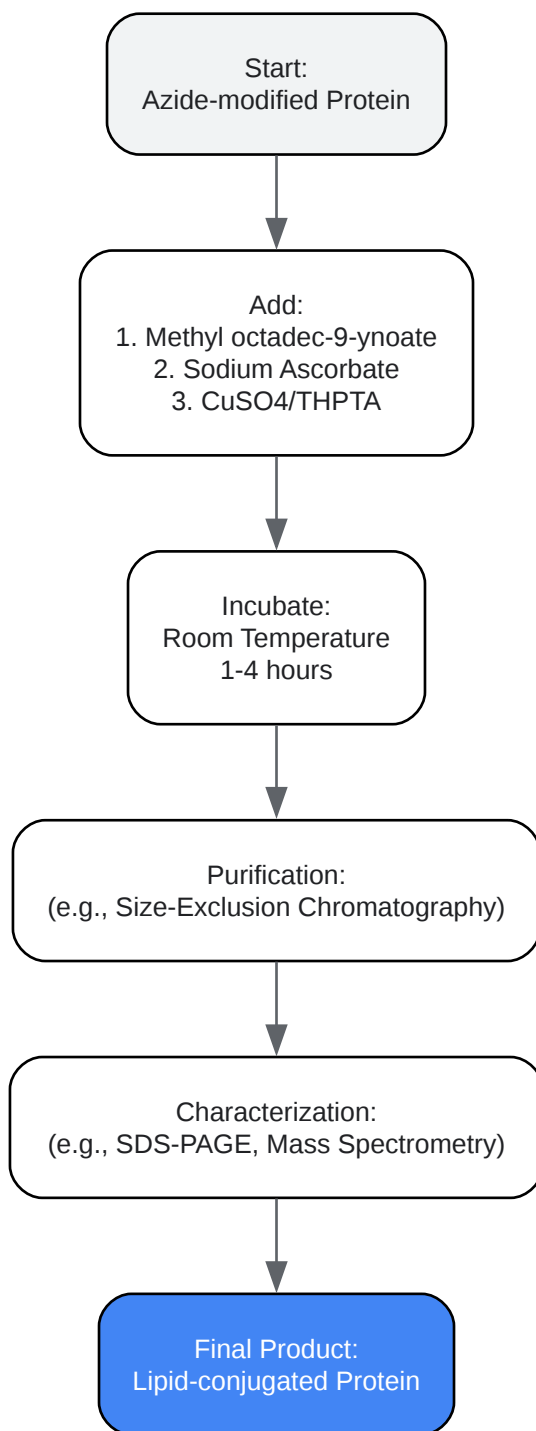 Start:
Azide-modified Protein
Add:
1. Methyl octadec-9-ynoate
2. Sodium Ascorbate
3. CuSO4/THPTA
Incubate:
Room Temperature
1-4 hours
Purification:
(e.g., Size-Exclusion Chromatography)
Characterization:
(e.g., SDS-PAGE, Mass Spectrometry)
Final Product:
Lipid-conjugated Protein